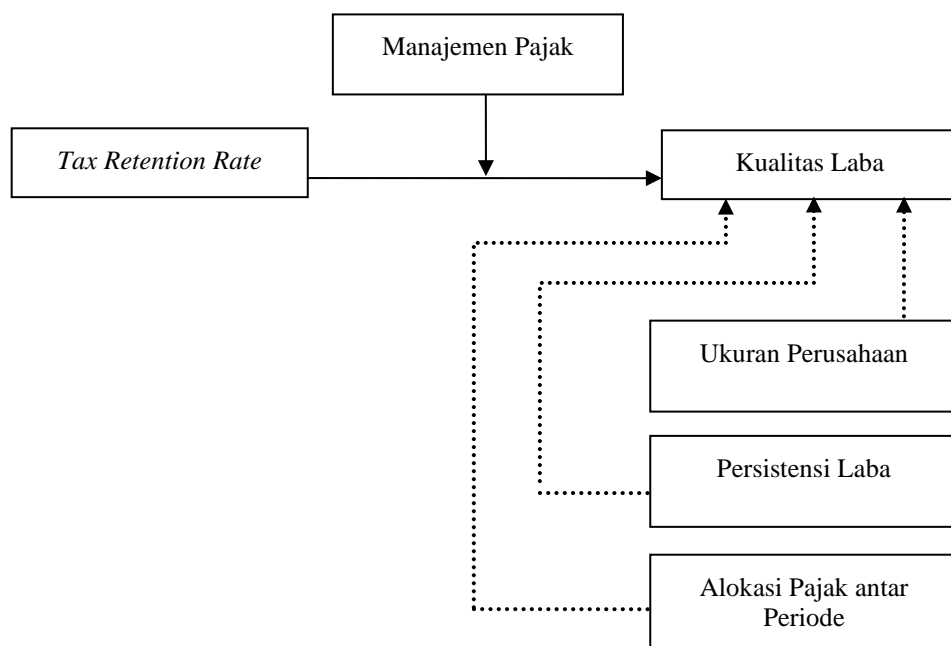 Manajemen Pajak
Tax Retention Rate
Kualitas Laba
Ukuran Perusahaan
Persistensi Laba
Alokasi Pajak antar
Periode